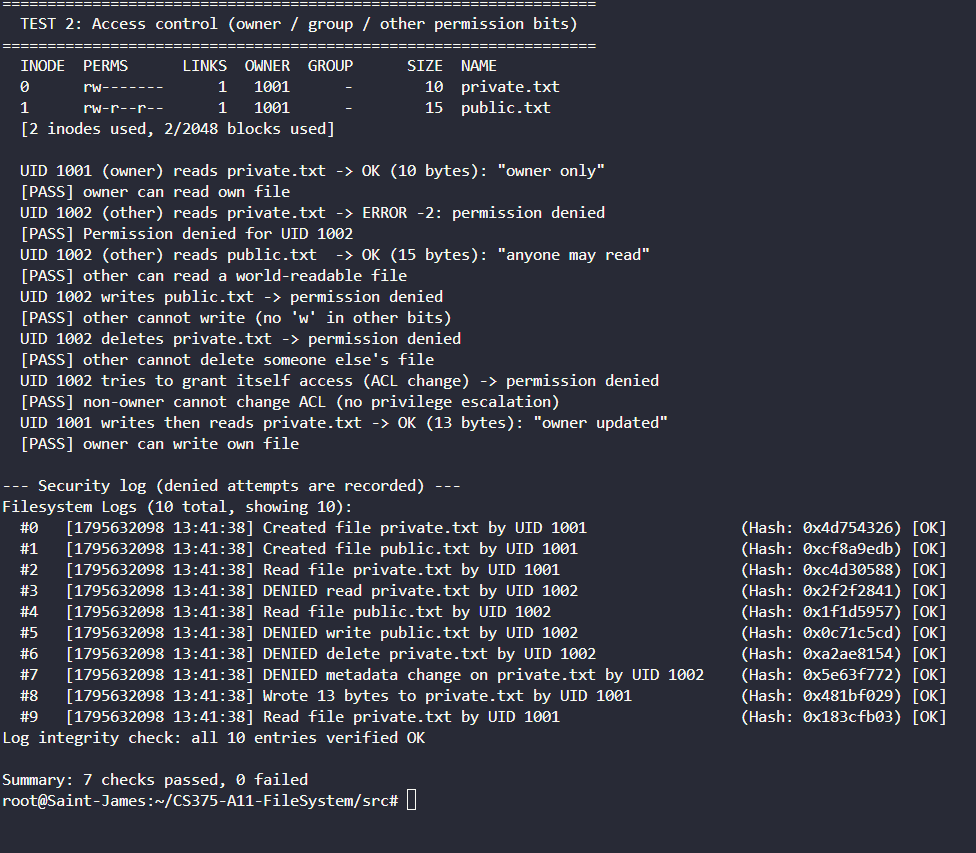 ==================================================================
  TEST 2: Access control (owner / group / other permission bits)
==================================================================
  INODE  PERMS      LINKS  OWNER  GROUP      SIZE  NAME
  0         rw-------      1   1001      -        10  private.txt
  1         rw-r--r--      1   1001      -        15  public.txt
  [2 inodes used, 2/2048 blocks used]

  UID 1001 (owner) reads private.txt -> OK (10 bytes): "owner only"
  [PASS] owner can read own file
  UID 1002 (other) reads private.txt -> ERROR -2: permission denied
  [PASS] Permission denied for UID 1002
  UID 1002 (other) reads public.txt  -> OK (15 bytes): "anyone may read"
  [PASS] other can read a world-readable file
  UID 1002 writes public.txt -> permission denied
  [PASS] other cannot write (no 'w' in other bits)
  UID 1002 deletes private.txt -> permission denied
  [PASS] other cannot delete someone else's file
  UID 1002 tries to grant itself access (ACL change) -> permission denied
  [PASS] non-owner cannot change ACL (no privilege escalation)
  UID 1001 writes then reads private.txt -> OK (13 bytes): "owner updated"
  [PASS] owner can write own file

--- Security log (denied attempts are recorded) ---
Filesystem Logs (10 total, showing 10):
  #0   [1795632098 13:41:38] Created file private.txt by UID 1001                 (Hash: 0x4d754326) [OK]
  #1   [1795632098 13:41:38] Created file public.txt by UID 1001                  (Hash: 0xcf8a9edb) [OK]
  #2   [1795632098 13:41:38] Read file private.txt by UID 1001                    (Hash: 0xc4d30588) [OK]
  #3   [1795632098 13:41:38] DENIED read private.txt by UID 1002                  (Hash: 0x2f2f2841) [OK]
  #4   [1795632098 13:41:38] Read file public.txt by UID 1002                     (Hash: 0x1f1d5957) [OK]
  #5   [1795632098 13:41:38] DENIED write public.txt by UID 1002                  (Hash: 0x0c71c5cd) [OK]
  #6   [1795632098 13:41:38] DENIED delete private.txt by UID 1002                (Hash: 0xa2ae8154) [OK]
  #7   [1795632098 13:41:38] DENIED metadata change on private.txt by UID 1002    (Hash: 0x5e63f772) [OK]
  #8   [1795632098 13:41:38] Wrote 13 bytes to private.txt by UID 1001            (Hash: 0x481bf029) [OK]
  #9   [1795632098 13:41:38] Read file private.txt by UID 1001                    (Hash: 0x183cfb03) [OK]
Log integrity check: all 10 entries verified OK

Summary: 7 checks passed, 0 failed
root@Saint-James:~/CS375-A11-FileSystem/src#